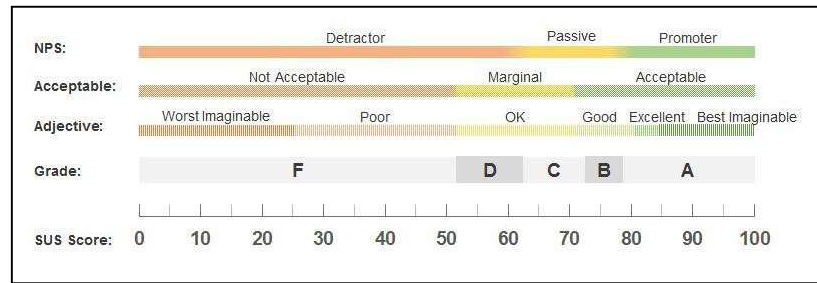 NPS: Detractor Passive Promoter
Acceptable: Not Acceptable Marginal Acceptable
Adjective: Worst Imaginable Poor OK Good Excellent Best Imaginable
Grade: F D C B A
SUS Score: 0 10 20 30 40 50 60 70 80 90 100